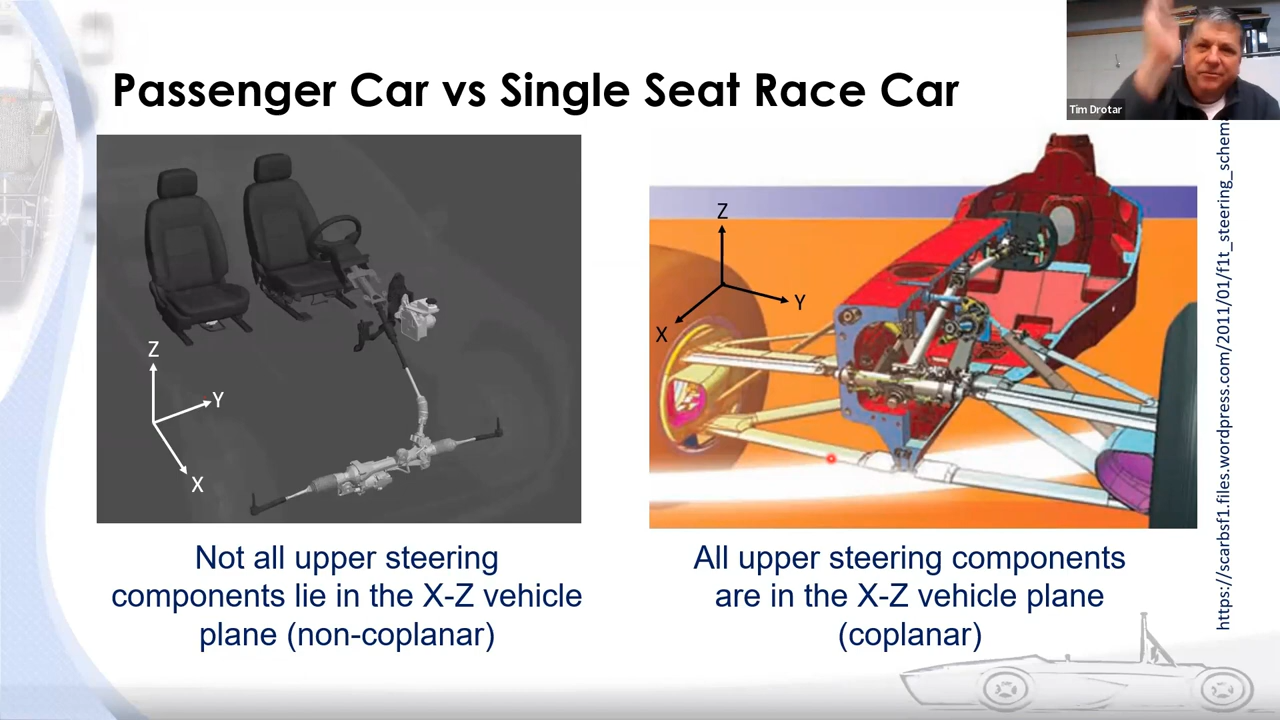 Passenger Car vs Single Seat Race Car
Tim Drotar
Z
Y
X
Z
Y
X
Not all upper steering
components lie in the X-Z vehicle
plane (non-coplanar)
All upper steering components
are in the X-Z vehicle plane
(coplanar)
https://scarbsf1.files.wordpress.com/2011/01/f1t_steering_schem